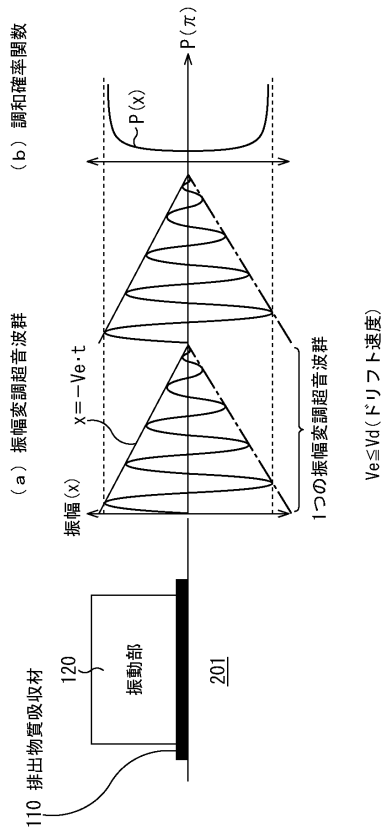 110 排出物質吸収材
120
振動部
201
(a) 振幅変調超音波群
振幅(x)
x=-Ve・t
1つの振幅変調超音波群
Ve≦Vd(ドリフト速度)
(b) 調和確率関数
P(x)
P(π)